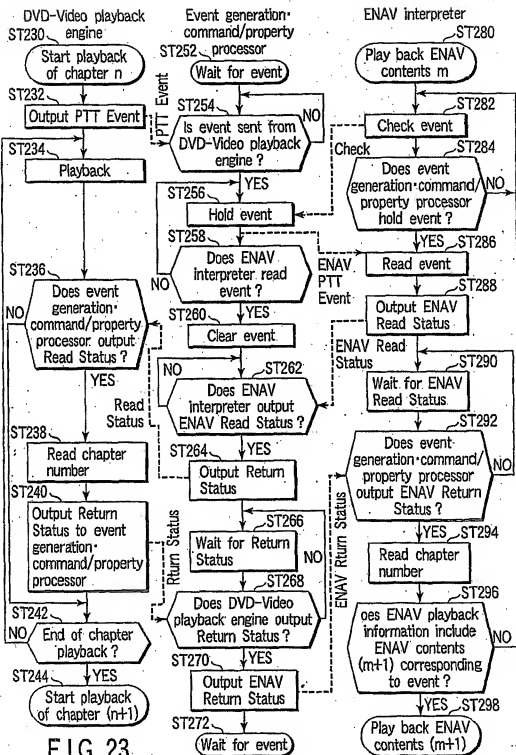 DVD-Video playback
engine
ST230
Start playback
of chapter n
ST232
Output PTT Event
ST234
Playback
ST236
Does event
generation·
command/property
processor output
Read Status?
NO
YES
ST238
Read chapter
number
ST240
Output Return
Status to event
generation·
command/property
processor
ST242
End of chapter
playback?
NO
YES
ST244
Start playback
of chapter (n+1)
FIG. 23
Event generation·
command/property
processor
ST252
Wait for event
PTT Event
ST254
Is event sent from
DVD-Video playback
engine?
NO
YES
ST256
Hold event
ST258
Does ENAV
interpreter read
event?
NO
YES
ST260
Clear event
NO
ST262
Does ENAV
interpreter output
ENAV Read Status?
YES
Read
Status
ST264
Output Return
Status
ST266
Wait for Return
Status
NO
Rturn Status
ST268
Does DVD-Video
playback engine output
Return Status?
YES
ST270
Output ENAV
Return Status
ST272
Wait for event
ENAV interpreter
ST280
Play back ENAV
contents m
ST282
Check event
Check
ST284
Does event
generation·command/
property processor
hold event?
NO
YES
ST286
Read event
ENAV
PTT
Event
ST288
Output ENAV
Read Status
ENAV Read
Status
ST290
Wait for ENAV
Read Status
ST292
Does event
generation·command/
property processor
output ENAV Return
Status?
NO
YES
ENAV Rturn Status
ST294
Read chapter
number
ST296
oes ENAV playback
information include
ENAV contents
(m+1) corresponding
to event?
NO
YES
ST298
Play back ENAV
contents (m+1)